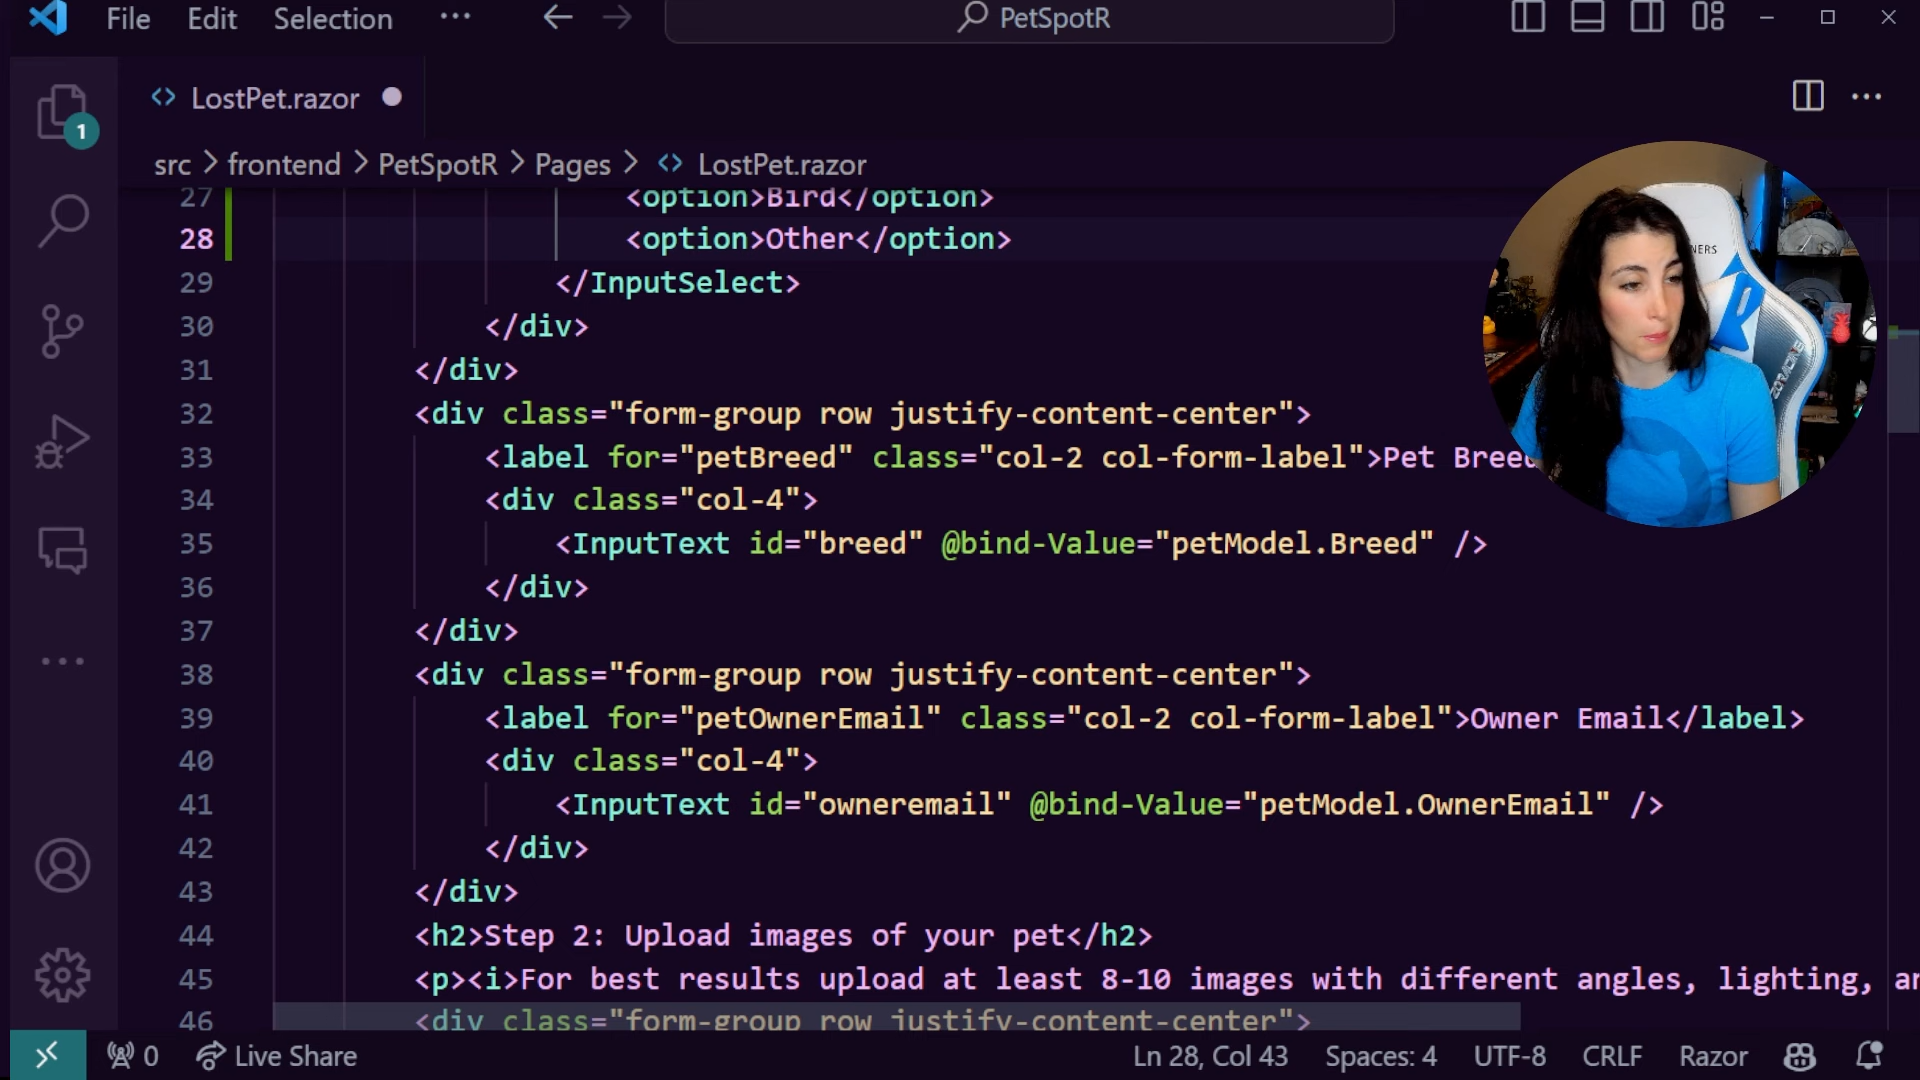 File Edit Selection ··· PetSpotR
1
LostPet.razor
src > frontend > PetSpotR > Pages > LostPet.razor
27 <option>Bird</option>
28 <option>Other</option>
29 </InputSelect>
30 </div>
31 </div>
32 <div class="form-group row justify-content-center">
33 <label for="petBreed" class="col-2 col-form-label">Pet Breed
34 <div class="col-4">
35 <InputText id="breed" @bind-Value="petModel.Breed" />
36 </div>
37 </div>
38 <div class="form-group row justify-content-center">
39 <label for="petOwnerEmail" class="col-2 col-form-label">Owner Email</label>
40 <div class="col-4">
41 <InputText id="owneremail" @bind-Value="petModel.OwnerEmail" />
42 </div>
43 </div>
44 <h2>Step 2: Upload images of your pet</h2>
45 <p><i>For best results upload at least 8-10 images with different angles, lighting,
46 <div class="form-group row justify-content-center">
0 Live Share Ln 28, Col 43 Spaces: 4 UTF-8 CRLF Razor